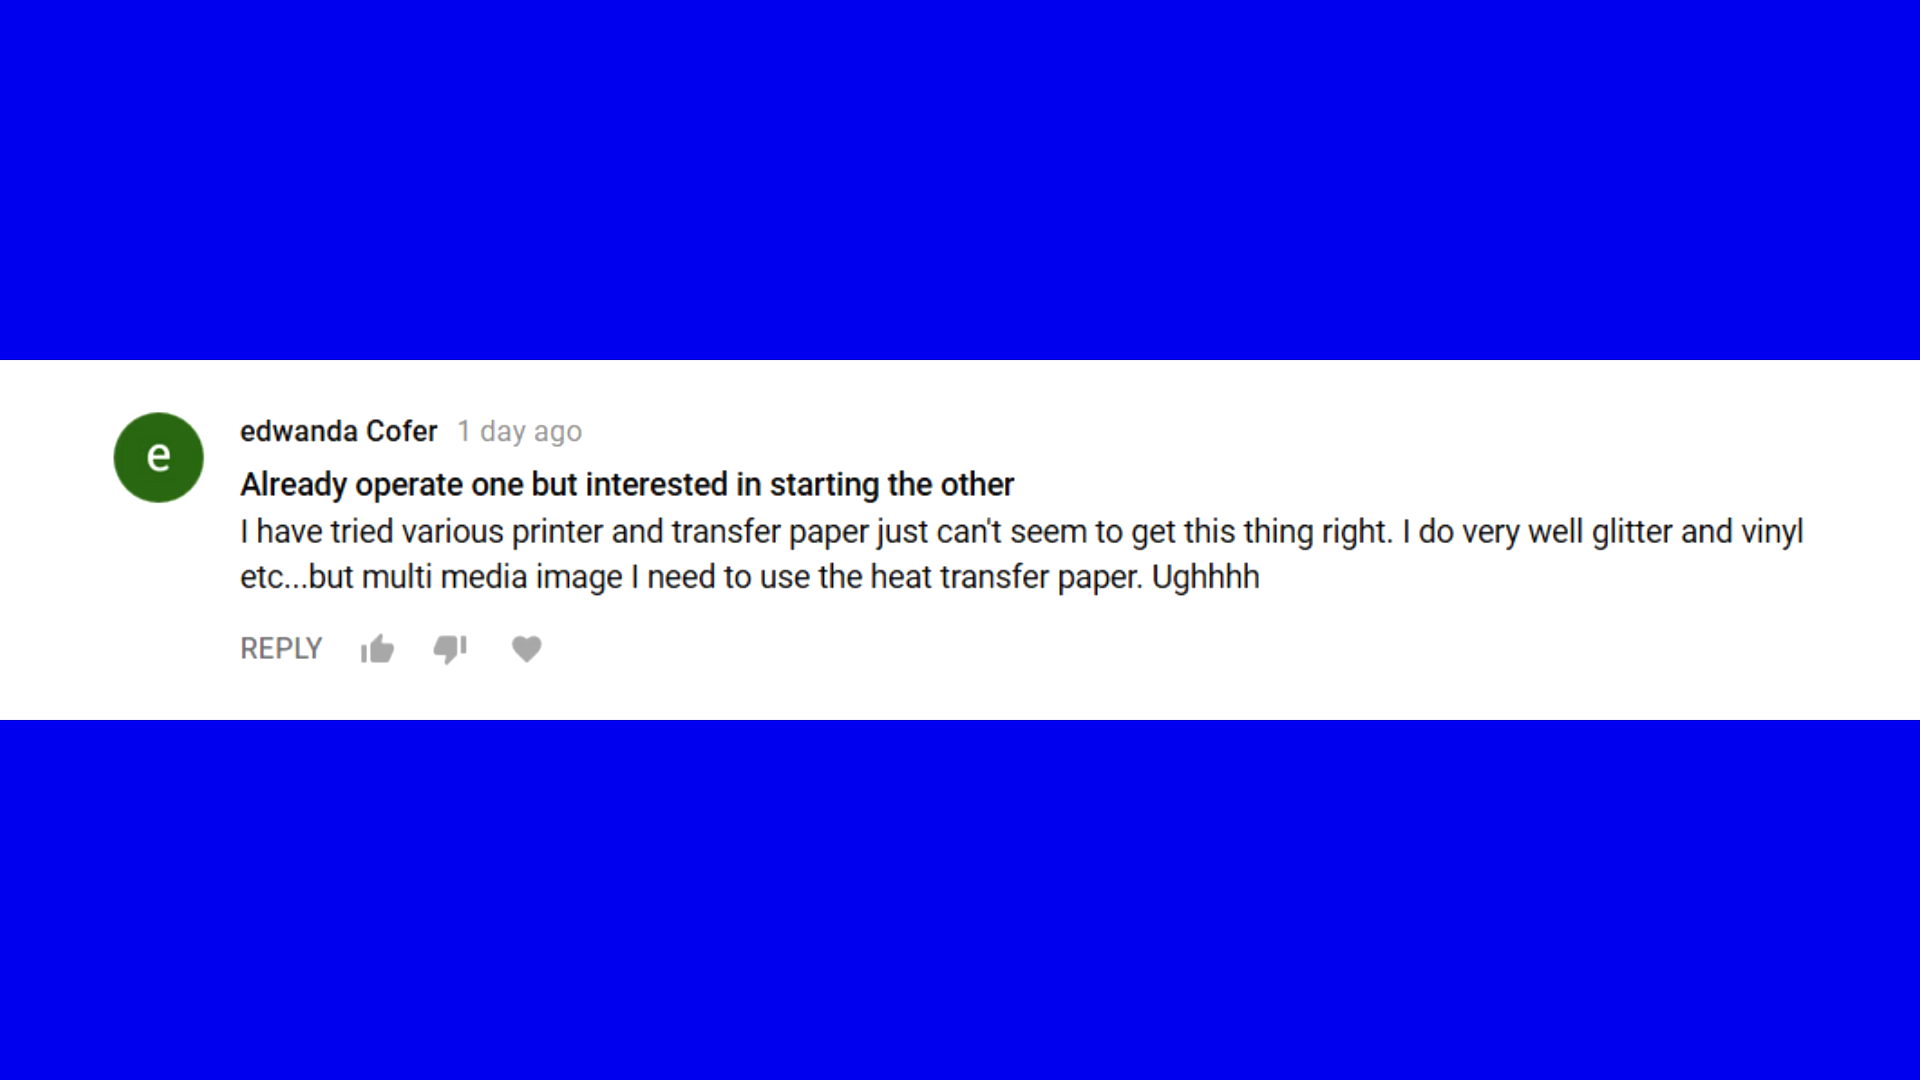 e
edwanda Cofer 1 day ago
Already operate one but interested in starting the other
I have tried various printer and transfer paper just can't seem to get this thing right. I do very well glitter and vinyl
etc...but multi media image I need to use the heat transfer paper. Ughhhh
REPLY